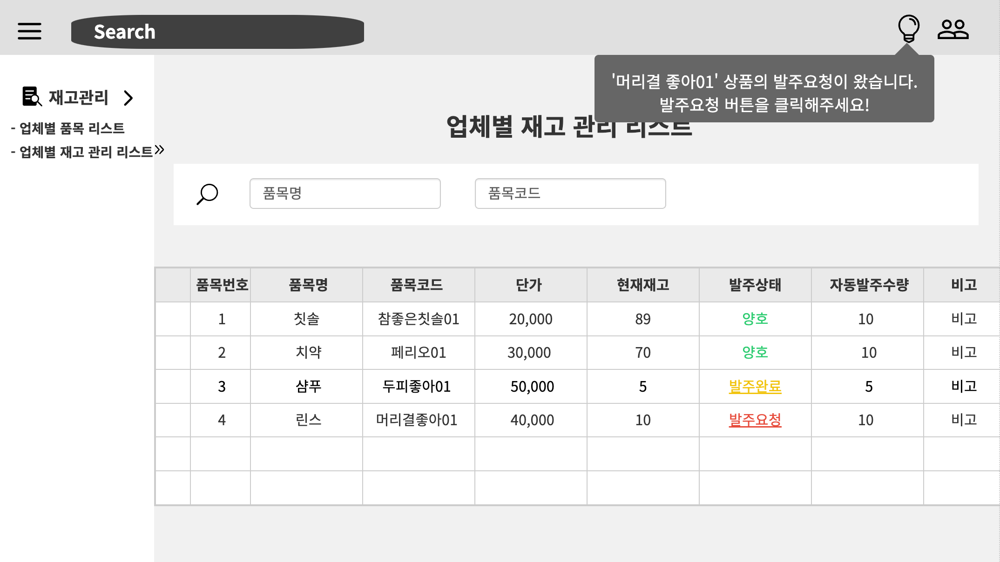 Search
'머리결 좋아01' 상품의 발주요청이 왔습니다.
발주요청 버튼을 클릭해주세요!
재고관리
- 업체별 품목 리스트
- 업체별 재고 관리 리스트
업체별 재고 관리 리스트
품목명 품목코드
품목번호 품목명 품목코드 단가 현재재고 발주상태 자동발주수량 비고
1 칫솔 참좋은칫솔01 20,000 89 양호 10 비고
2 치약 페리오01 30,000 70 양호 10 비고
3 샴푸 두피좋아01 50,000 5 발주완료 5 비고
4 린스 머리결좋아01 40,000 10 발주요청 10 비고